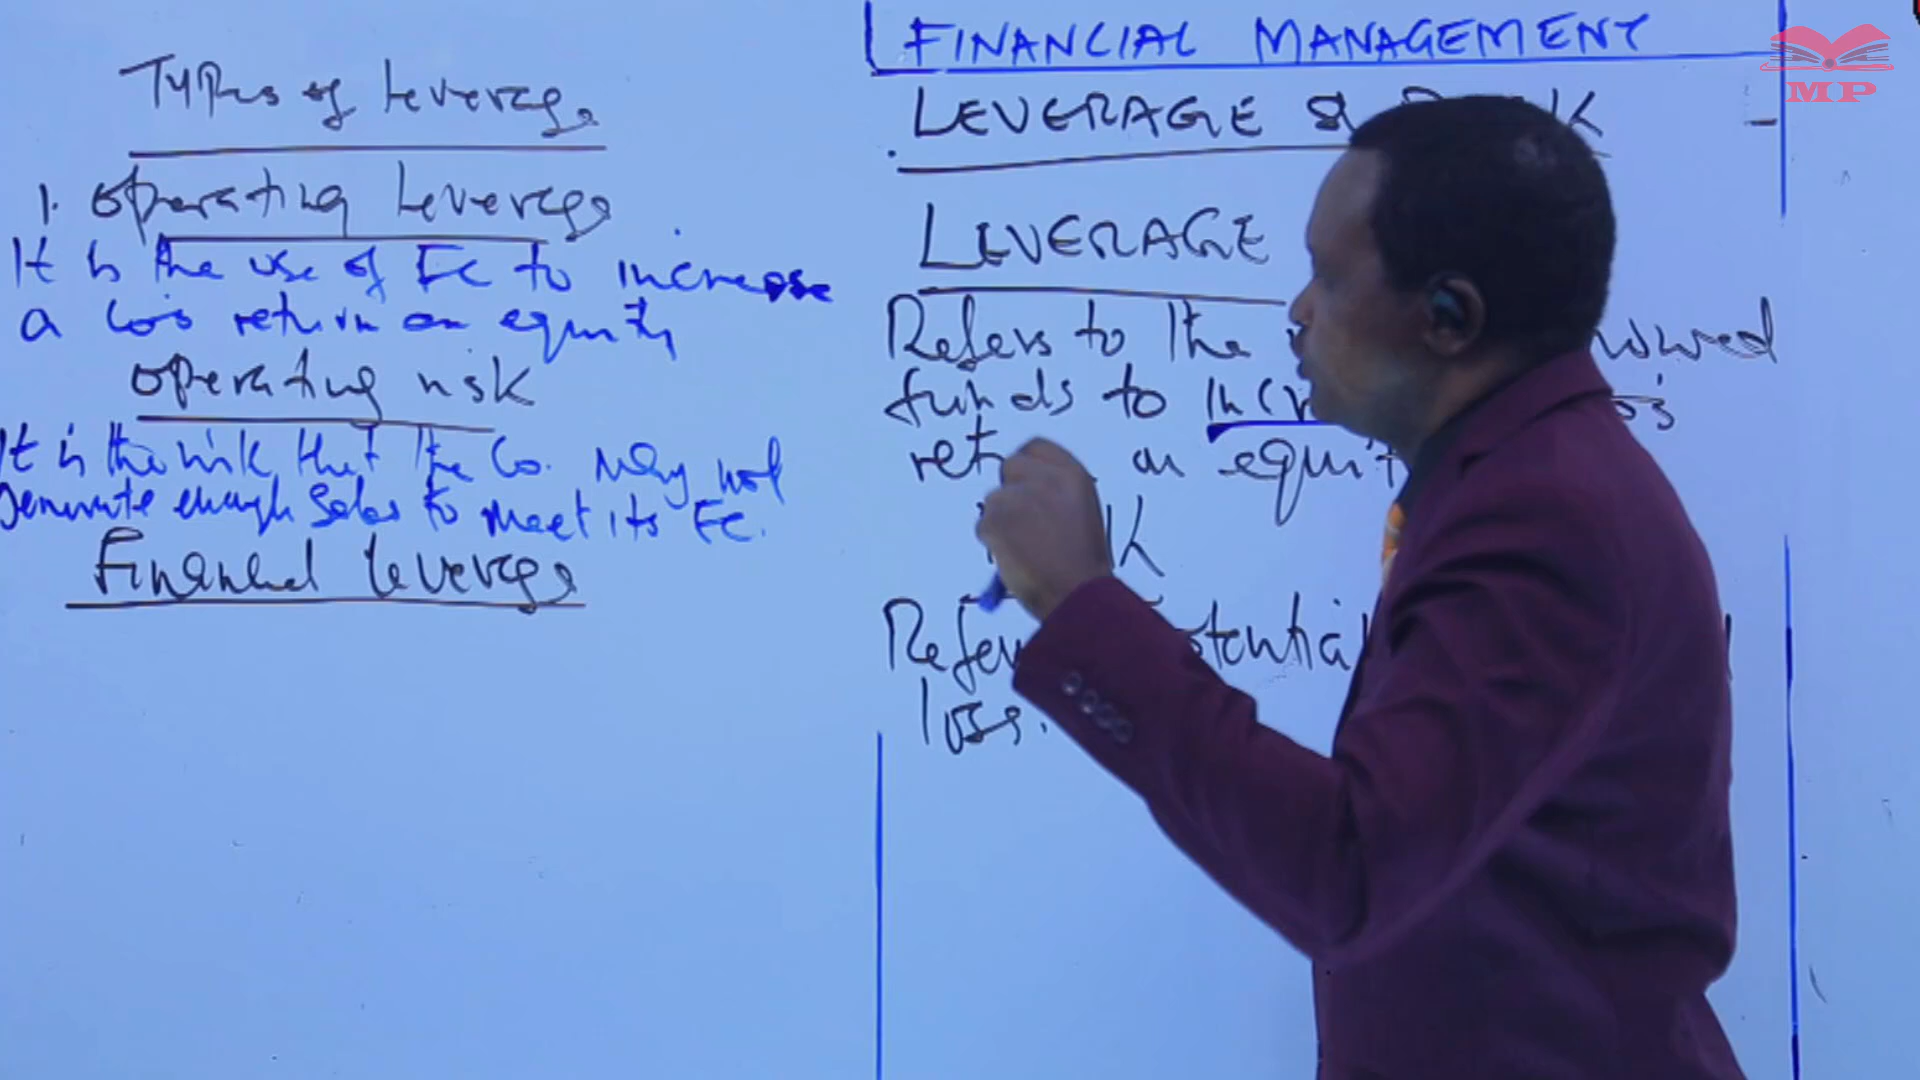 Types of Leverage
1. Operating Leverage
It is the use of FC to increase
a Co's return on equity
Operating risk
It is the risk that the Co. may not
Generate enough Sales to meet its FC.
Financial Leverage
FINANCIAL MANAGEMENT
LEVERAGE &
LEVERAGE
Refers to the
funds to
on
Refers
loss.
MP